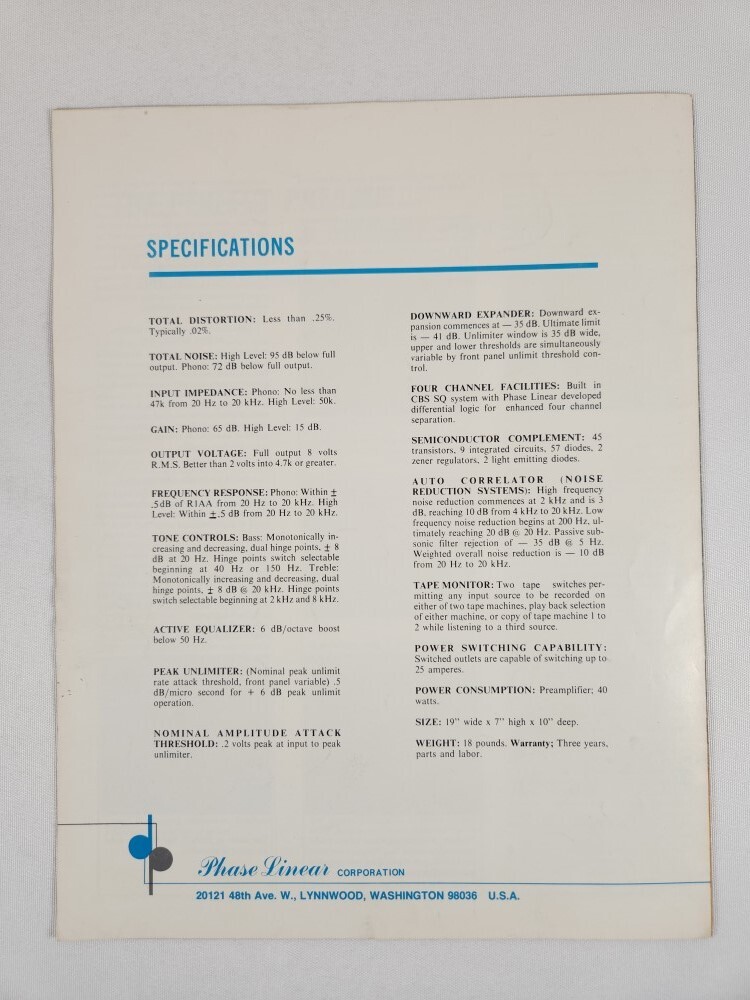 SPECIFICATIONS
TOTAL DISTORTION: Less than .25%.
Typically .02%.
TOTAL NOISE: High Level: 95 dB below full
output. Phono: 72 dB below full output.
INPUT IMPEDANCE: Phono: No less than
47k from 20 Hz to 20 kHz. High Level: 50k.
GAIN: Phono: 65 dB. High Level: 15 dB.
OUTPUT VOLTAGE: Full output 8 volts
R.M.S. Better than 2 volts into 4.7k or greater.
FREQUENCY RESPONSE: Phono: Within ±
.5dB of RIAA from 20 Hz to 20 kHz. High
Level: Within ±.5 dB from 20 Hz to 20 kHz.
TONE CONTROLS: Bass: Monotonically in-
creasing and decreasing, dual hinge points, ± 8
dB at 20 Hz. Hinge points switch selectable
beginning at 40 Hz or 150 Hz. Treble:
Monotonically increasing and decreasing, dual
hinge points, ± 8 dB @ 20 kHz. Hinge points
switch selectable beginning at 2 kHz and 8 kHz.
ACTIVE EQUALIZER: 6 dB/octave boost
below 50 Hz.
PEAK UNLIMITER: (Nominal peak unlimit
rate attack threshold, front panel variable) .5
dB/micro second for + 6 dB peak unlimit
operation.
NOMINAL AMPLITUDE ATTACK
THRESHOLD: .2 volts peak at input to peak
unlimiter.
DOWNWARD EXPANDER: Downward ex-
pansion commences at — 35 dB. Ultimate limit
is — 41 dB. Unlimiter window is 35 dB wide,
upper and lower thresholds are simultaneously
variable by front panel unlimit threshold con-
trol.
FOUR CHANNEL FACILITIES: Built in
CBS SQ system with Phase Linear developed
differential logic for enhanced four channel
separation.
SEMICONDUCTOR COMPLEMENT: 45
transistors, 9 integrated circuits, 57 diodes, 2
zener regulators, 2 light emitting diodes.
AUTO CORRELATOR (NOISE
REDUCTION SYSTEMS): High frequency
noise reduction commences at 2 kHz and is 3
dB, reaching 10 dB from 4 kHz to 20 kHz. Low
frequency noise reduction begins at 200 Hz, ul-
timately reaching 20 dB @ 20 Hz. Passive sub-
sonic filter rejection of — 35 dB @ 5 Hz.
Weighted overall noise reduction is — 10 dB
from 20 Hz to 20 kHz.
TAPE MONITOR: Two tape switches per-
mitting any input source to be recorded on
either of two tape machines, play back selection
of either machine, or copy of tape machine 1 to
2 while listening to a third source.
POWER SWITCHING CAPABILITY:
Switched outlets are capable of switching up to
25 amperes.
POWER CONSUMPTION: Preamplifier; 40
watts.
SIZE: 19" wide x 7" high x 10" deep.
WEIGHT: 18 pounds. Warranty; Three years,
parts and labor.
Phase Linear CORPORATION
20121 48th Ave. W., LYNNWOOD, WASHINGTON 98036 U.S.A.